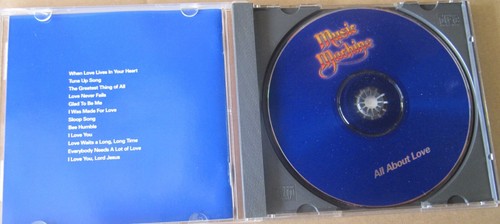 When Love Lives In Your Heart
Tune Up Song
The Greatest Thing of All
Love Never Fails
Glad To Be Me
I Was Made For Love
Sloup Song
Bee Humble
I Love You
Love Waits a Long, Long Time
Everybody Needs A Lot of Love
I Love You, Lord Jesus
Music
Machine
All About Love